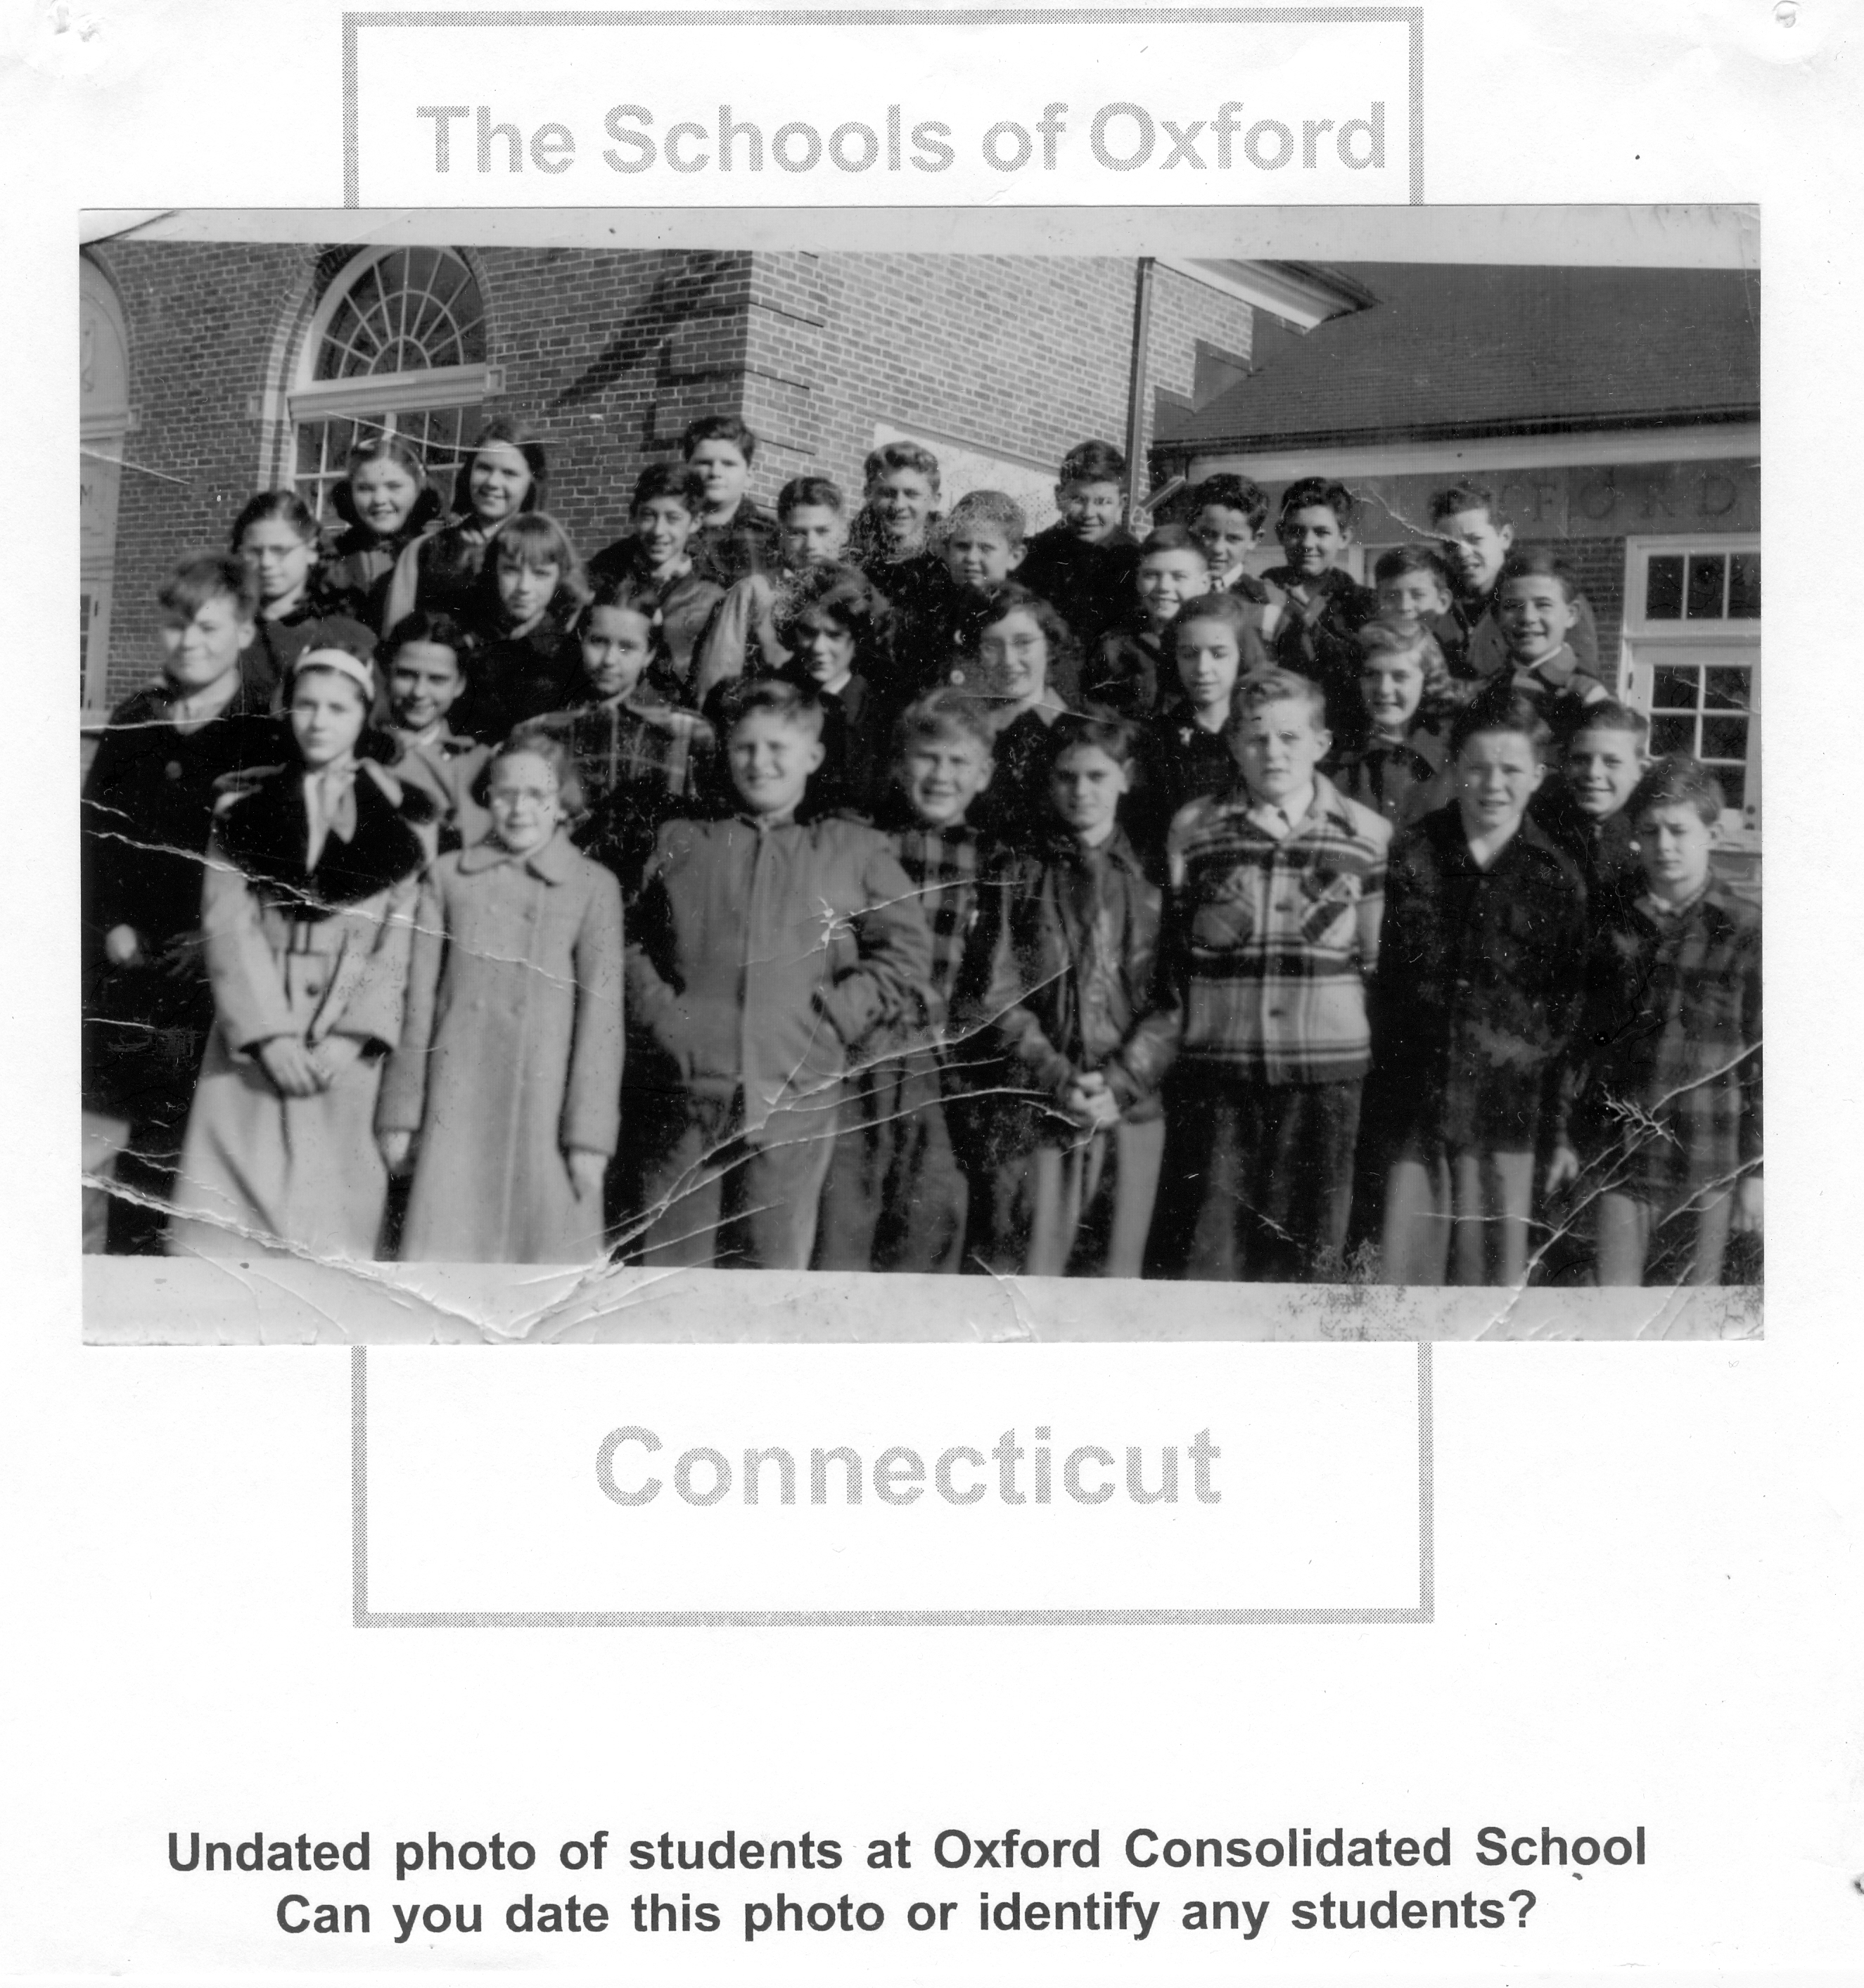 The Schools of Oxford
OXFORD
Connecticut
Undated photo of students at Oxford Consolidated School
Can you date this photo or identify any students?